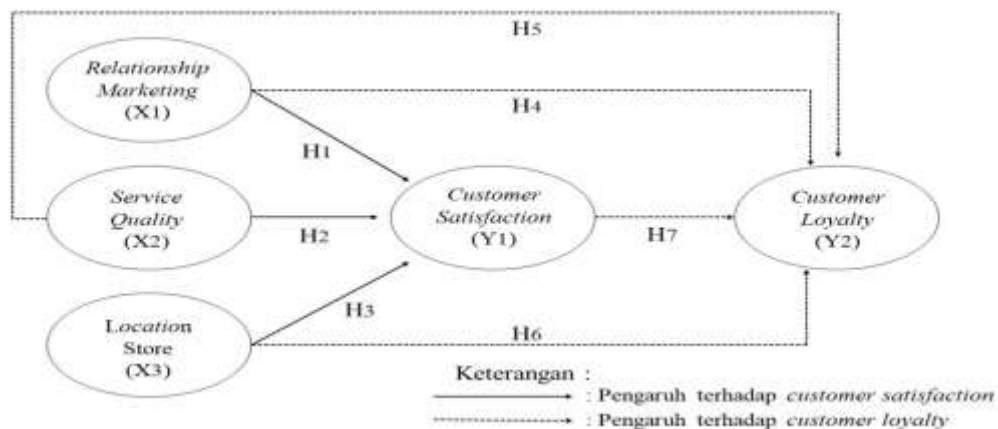 H5
Relationship
Marketing
(X1)
H4
H1
Service
Quality
(X2)
H2
Customer
Satisfaction
(Y1)
H7
Customer
Loyalty
(Y2)
H3
Location
Store
(X3)
H6
Keterangan :
: Pengaruh terhadap customer satisfaction
: Pengaruh terhadap customer loyalty